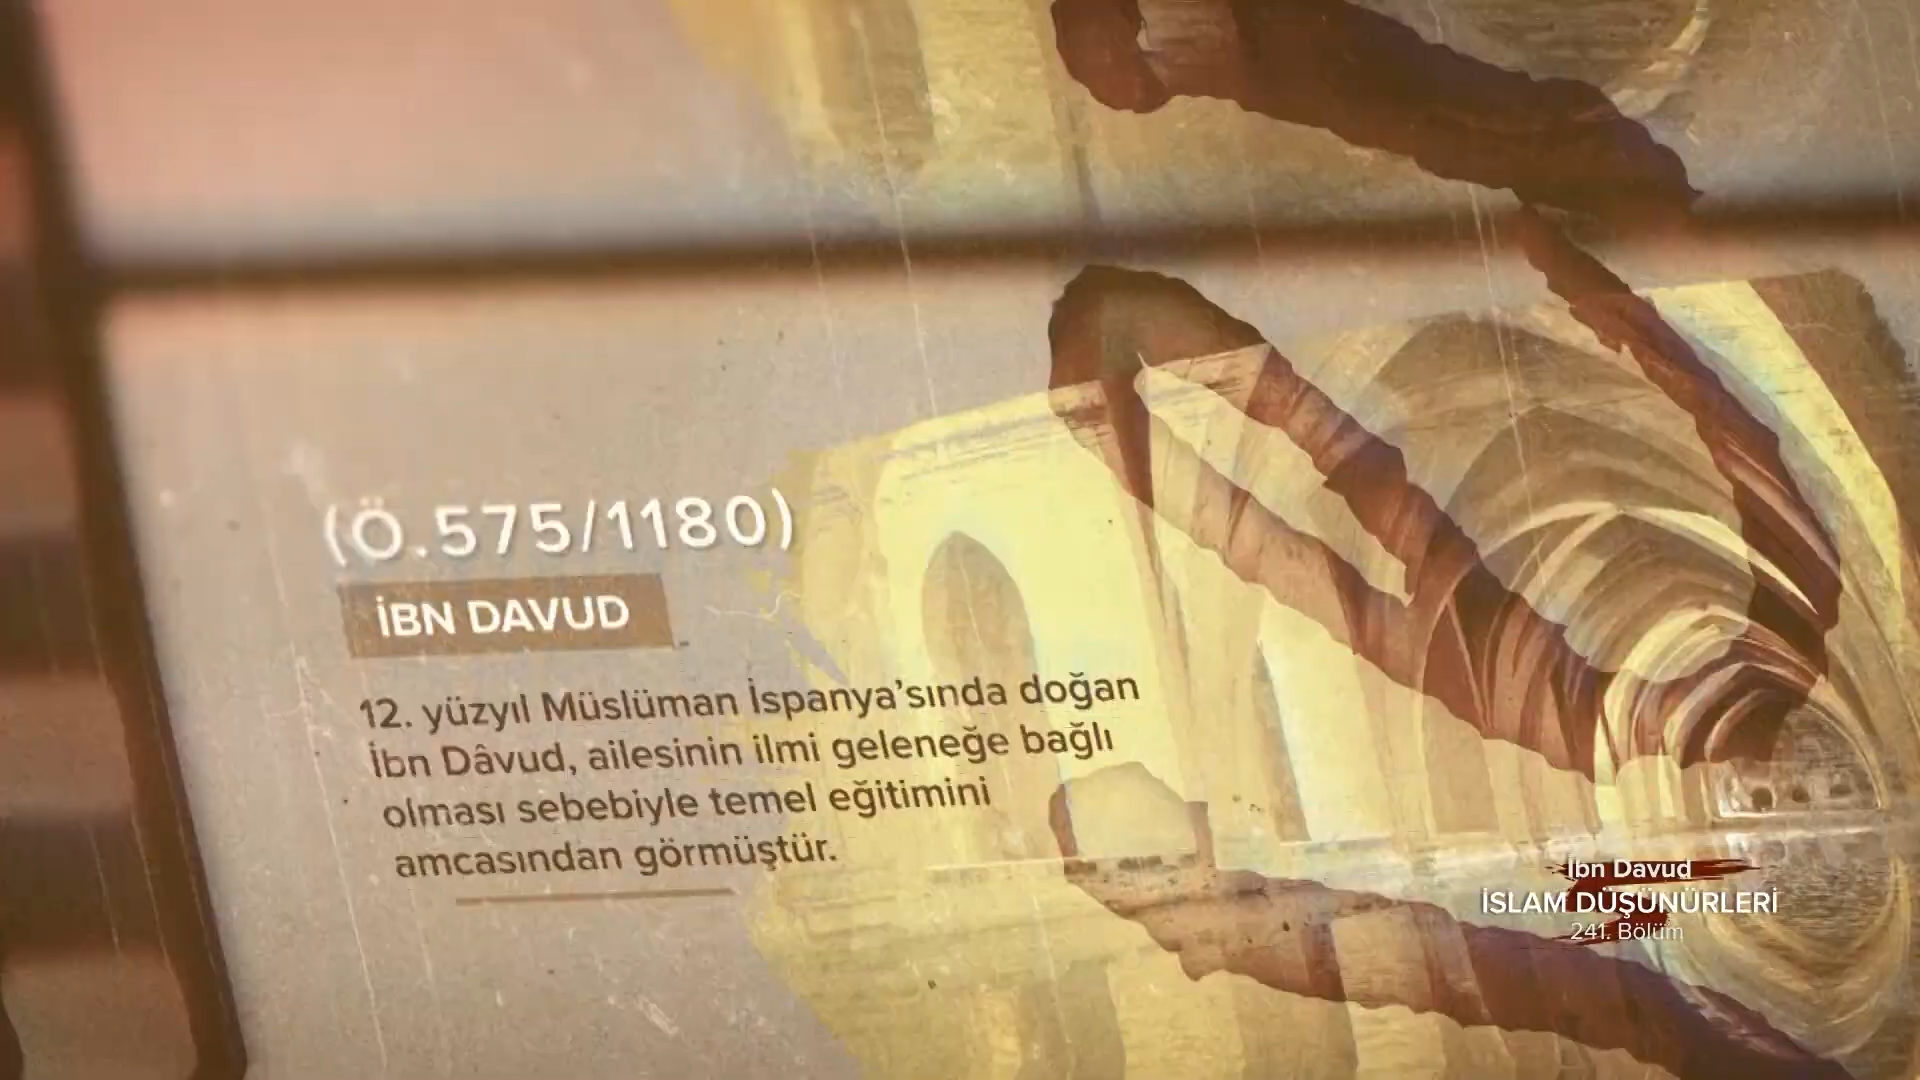 (Ö.575/1180)
İBN DAVUD
12. yüzyıl Müslüman İspanya’sında doğan
İbn Dâvud, ailesinin ilmi geleneğe bağlı
olması sebebiyle temel eğitimini
amcasından görmüştür.
İbn Davud
İSLAM DÜŞÜNÜRLERİ
241. Bölüm